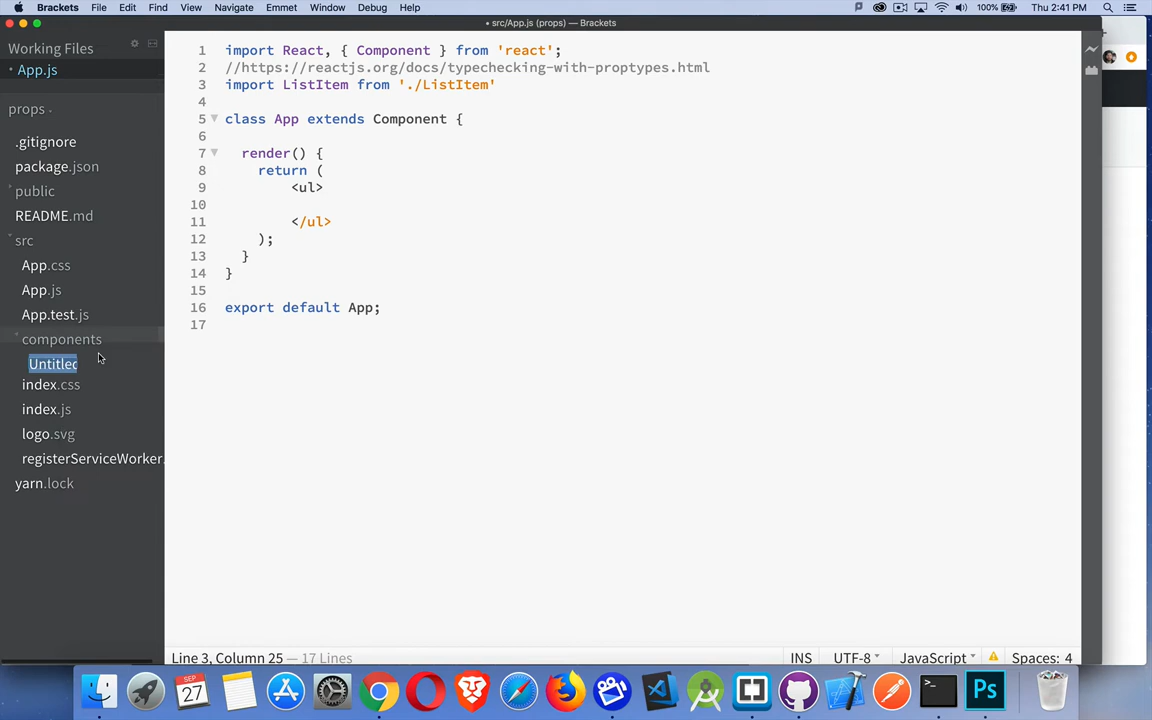 Brackets File Edit Find View Navigate Emmet Window Debug Help 100% Thu 2:41 PM
• src/App.js (props) — Brackets
Working Files
• App.js
props
.gitignore
package.json
public
README.md
src
App.css
App.js
App.test.js
components
Untitled
index.css
index.js
logo.svg
registerServiceWorker.
yarn.lock
1 import React, { Component } from 'react';
2 //https://reactjs.org/docs/typechecking-with-proptypes.html
3 import ListItem from './ListItem'
4
5 class App extends Component {
6
7 render() {
8 return (
9 <ul>
10
11 </ul>
12 );
13 }
14 }
15
16 export default App;
17
Line 3, Column 25 — 17 Lines
INS UTF-8 JavaScript Spaces: 4
SEP
27
>_
Ps